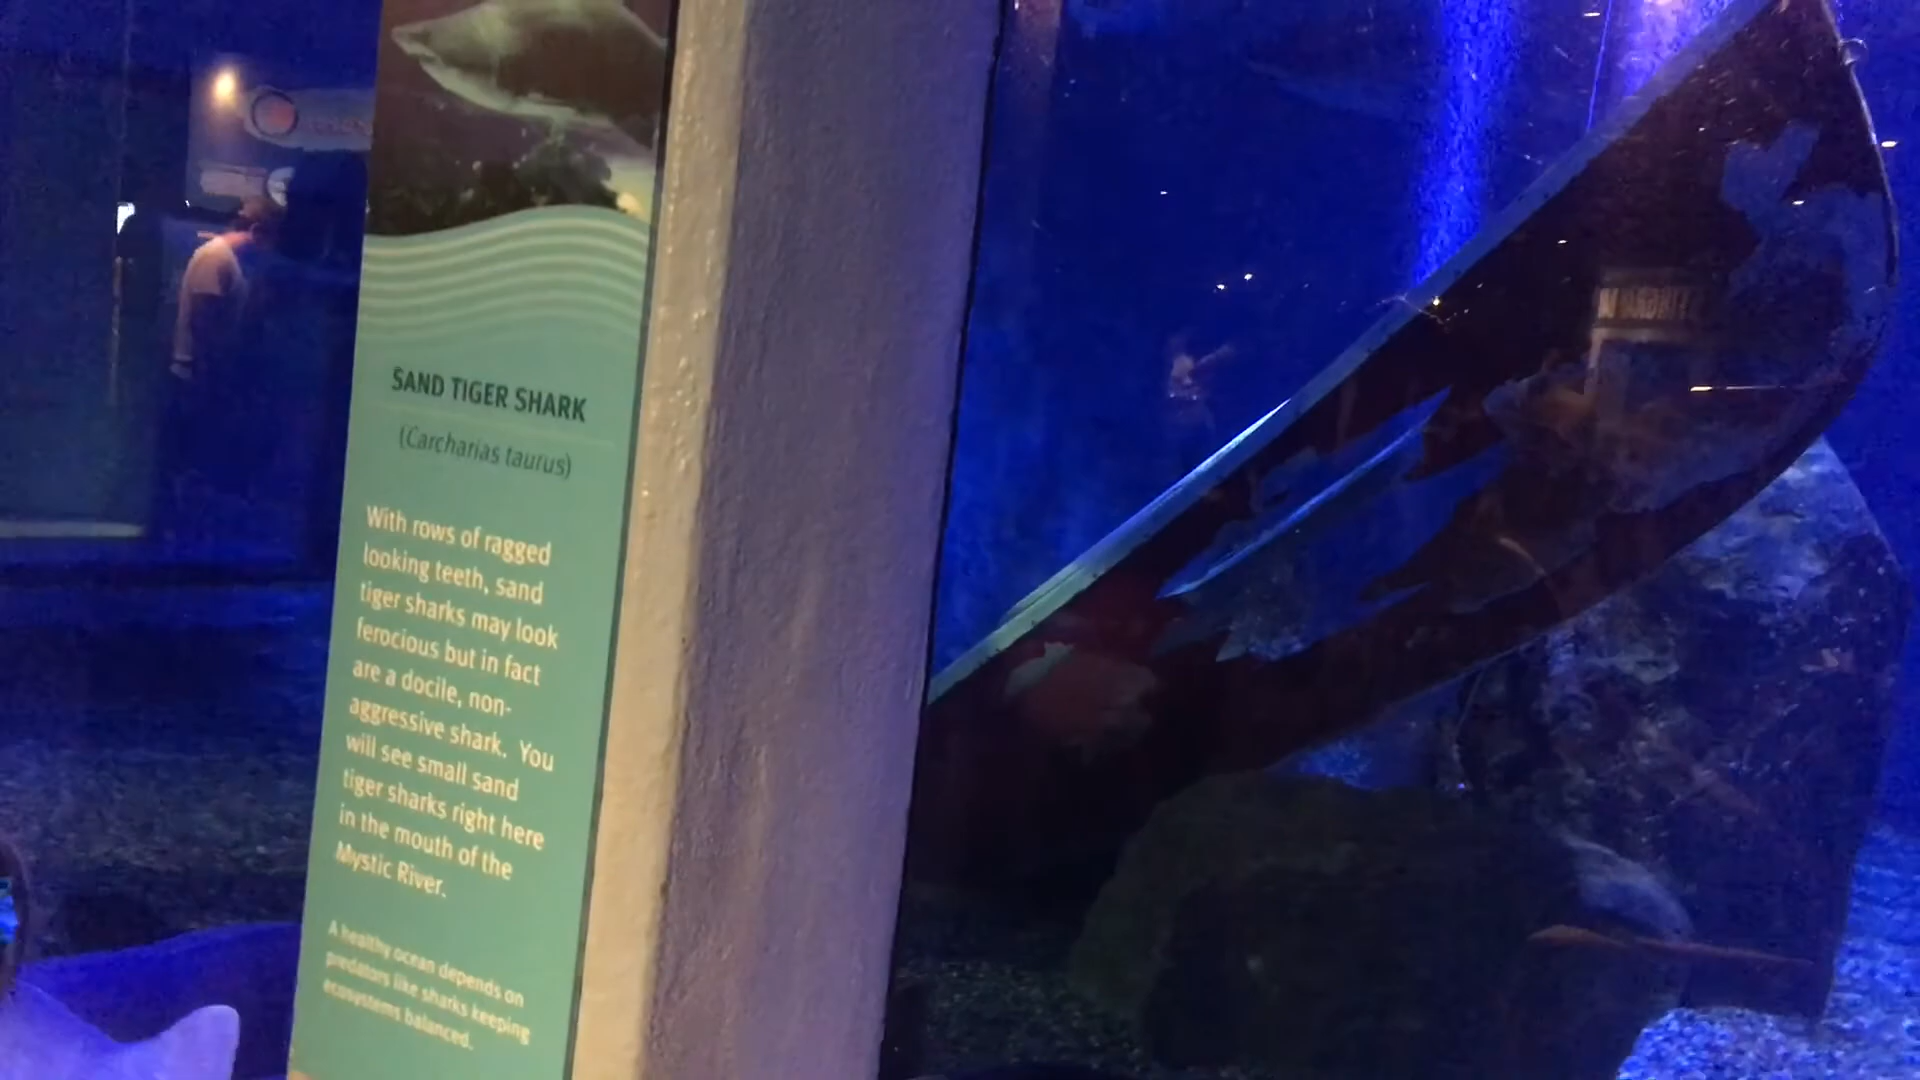 SAND TIGER SHARK
(Carcharias taurus)
With rows of ragged
looking teeth, sand
tiger sharks may look
ferocious but in fact
are a docile, non-
aggressive shark. You
will see small sand
tiger sharks right here
in the mouth of the
Mystic River.
A healthy ocean depends on
predators like sharks keeping
ecosystems balanced.